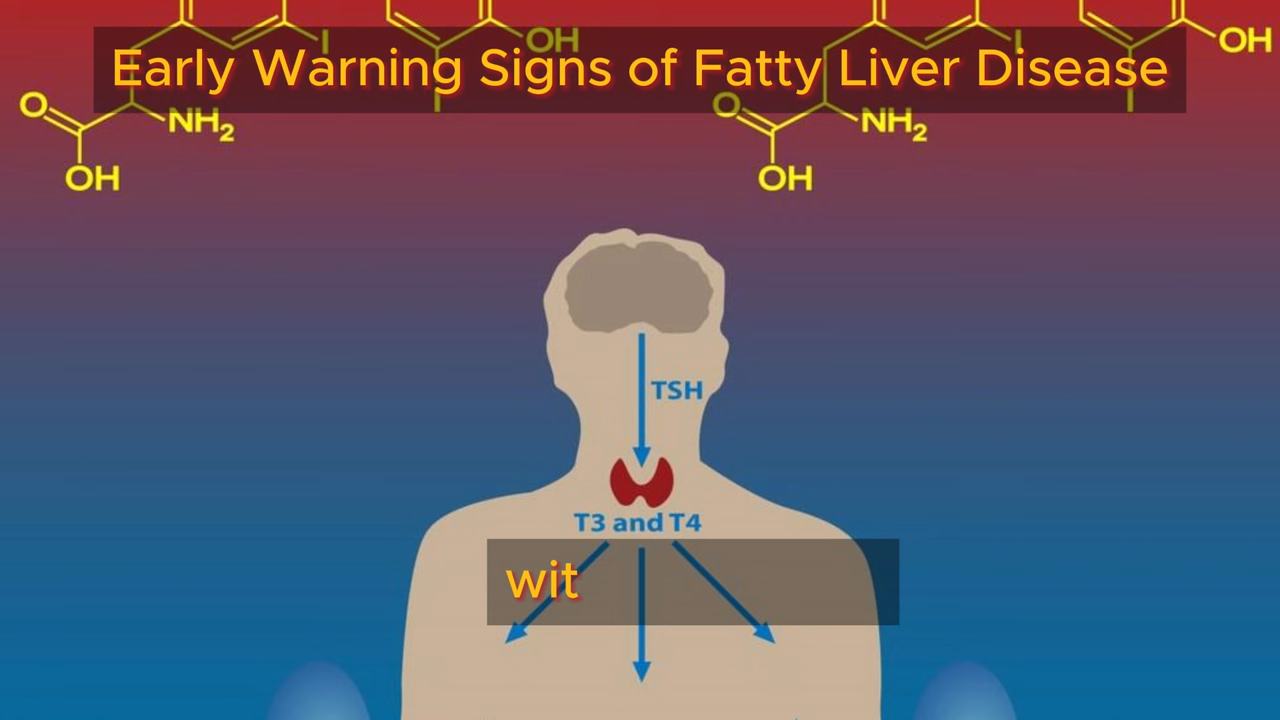 I
OH
I
OH
Early Warning Signs of Fatty Liver Disease
O
I
O
I
NH₂
NH₂
OH
OH
TSH
T3 and T4
wit